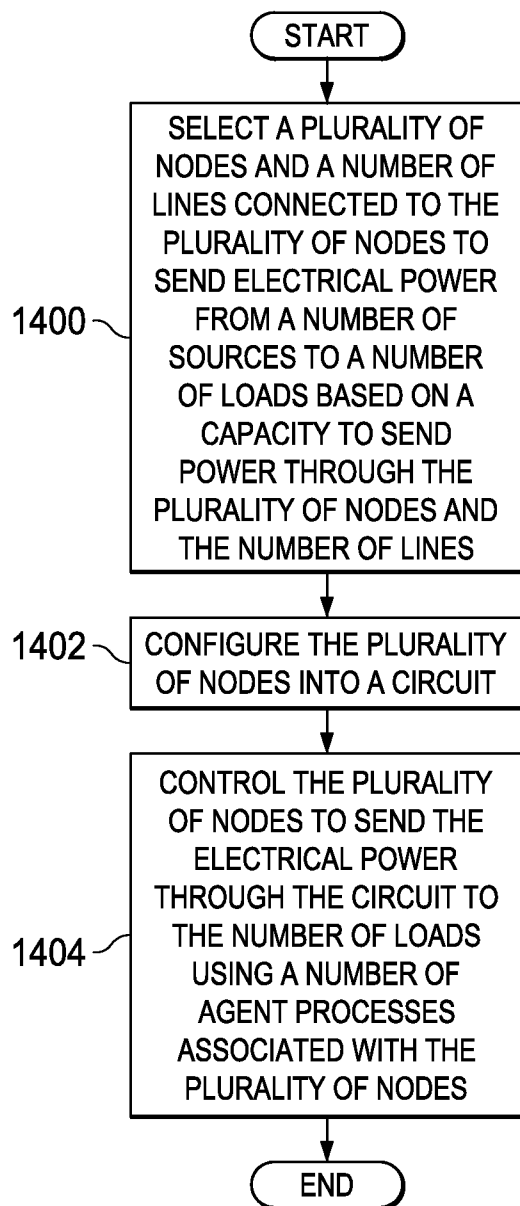 START
SELECT A PLURALITY OF
NODES AND A NUMBER OF
LINES CONNECTED TO THE
PLURALITY OF NODES TO
SEND ELECTRICAL POWER
FROM A NUMBER OF
SOURCES TO A NUMBER
OF LOADS BASED ON A
CAPACITY TO SEND
POWER THROUGH THE
PLURALITY OF NODES AND
THE NUMBER OF LINES
1400
CONFIGURE THE PLURALITY
OF NODES INTO A CIRCUIT
1402
CONTROL THE PLURALITY
OF NODES TO SEND THE
ELECTRICAL POWER
THROUGH THE CIRCUIT TO
THE NUMBER OF LOADS
USING A NUMBER OF
AGENT PROCESSES
ASSOCIATED WITH THE
PLURALITY OF NODES
1404
END